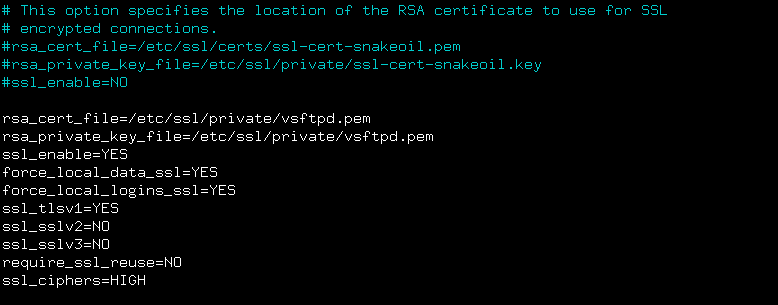 # This option specifies the location of the RSA certificate to use for SSL
# encrypted connections.
#rsa_cert_file=/etc/ssl/certs/ssl-cert-snakeoil.pem
#rsa_private_key_file=/etc/ssl/private/ssl-cert-snakeoil.key
#ssl_enable=NO

rsa_cert_file=/etc/ssl/private/vsftpd.pem
rsa_private_key_file=/etc/ssl/private/vsftpd.pem
ssl_enable=YES
force_local_data_ssl=YES
force_local_logins_ssl=YES
ssl_tlsv1=YES
ssl_sslv2=NO
ssl_sslv3=NO
require_ssl_reuse=NO
ssl_ciphers=HIGH